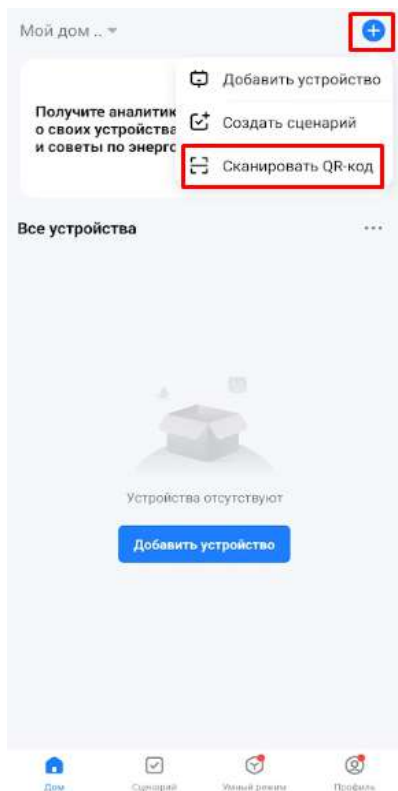 Мой дом ..
Добавить устройство
Получите аналитик
о своих устройства
и советы по энерго
Создать сценарий
Сканировать QR-код
Все устройства
Устройства отсутствуют
Добавить устройство
Дом
Сценарий
Умный режим
Профиль